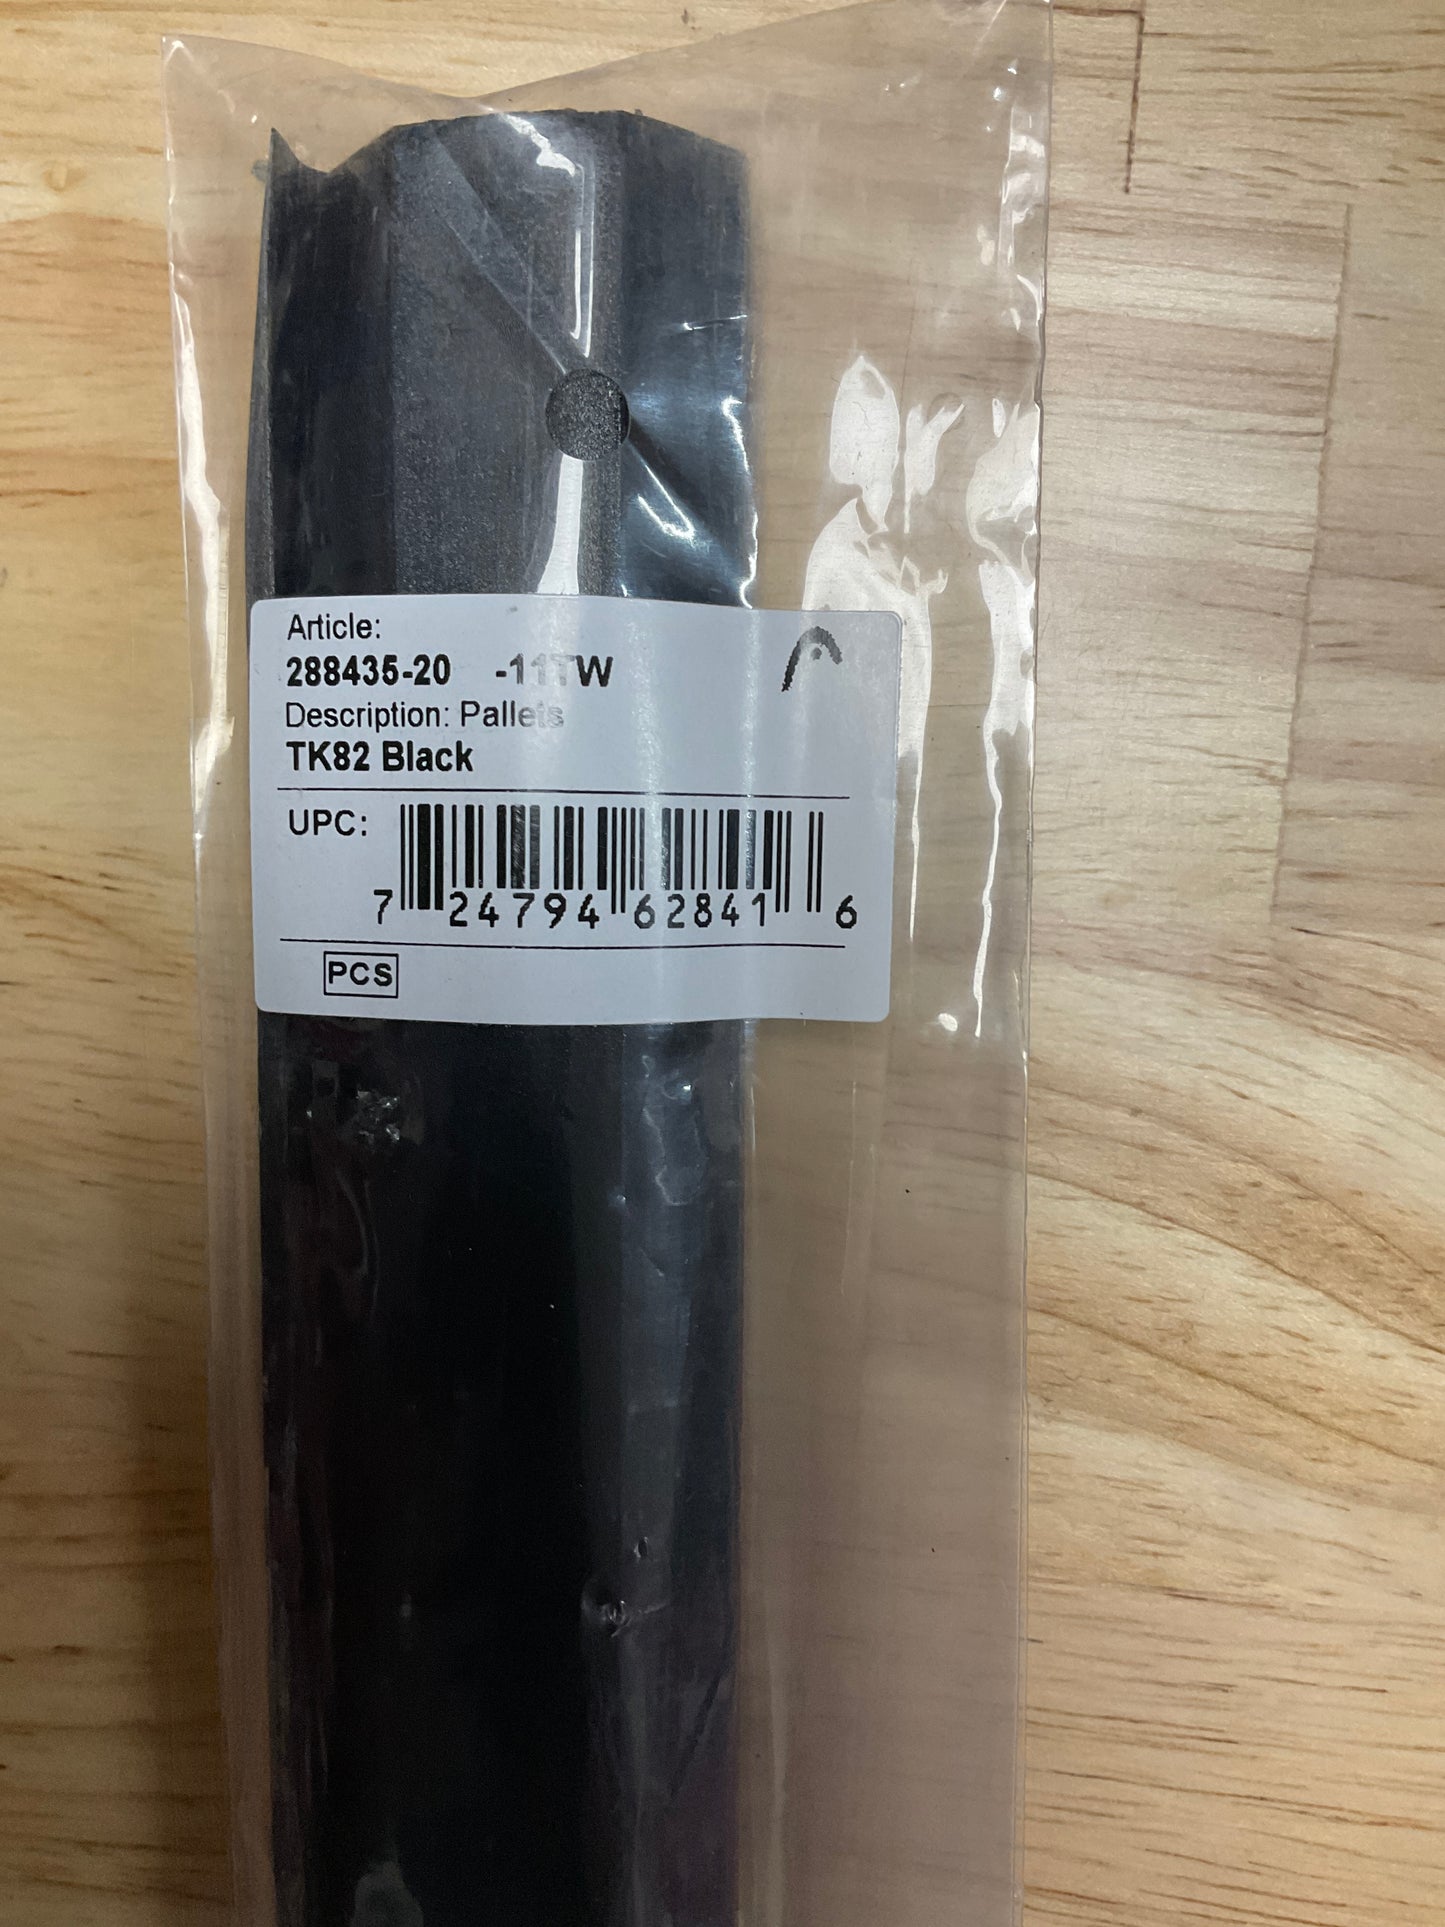 Article:
288435-20 -11TW
Description: Pallets
TK82 Black
UPC:
7 24794 62841 6
PCS